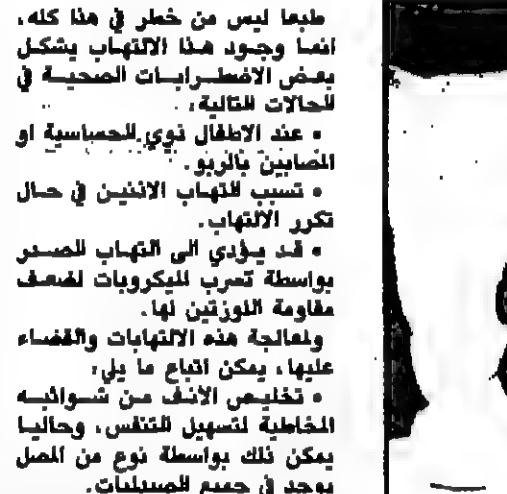 طبعا ليس من خطر في هذا كله،
انما وجود هذا الالتهاب يشكل
بعض الاضطرابات الصحية في
الحالات التالية:
• عند الاطفال ذوي الحساسية او
المصابين بالربو.
• تسبب التهاب الاذنين في حال
تكرر الالتهاب.
• قد يؤدي الى التهاب الصدر
بواسطة تسرب الميكروبات لضعف
مقاومة اللوزتين لها.
ولمعالجة هذه الالتهابات والقضاء
عليها، يمكن اتباع ما يلي:
• تخليص الأنف من شوائبه
المخاطية لتسهيل التنفس، وحاليا
يمكن ذلك بواسطة نوع من المصل
يوجد في جميع الصيدليات.